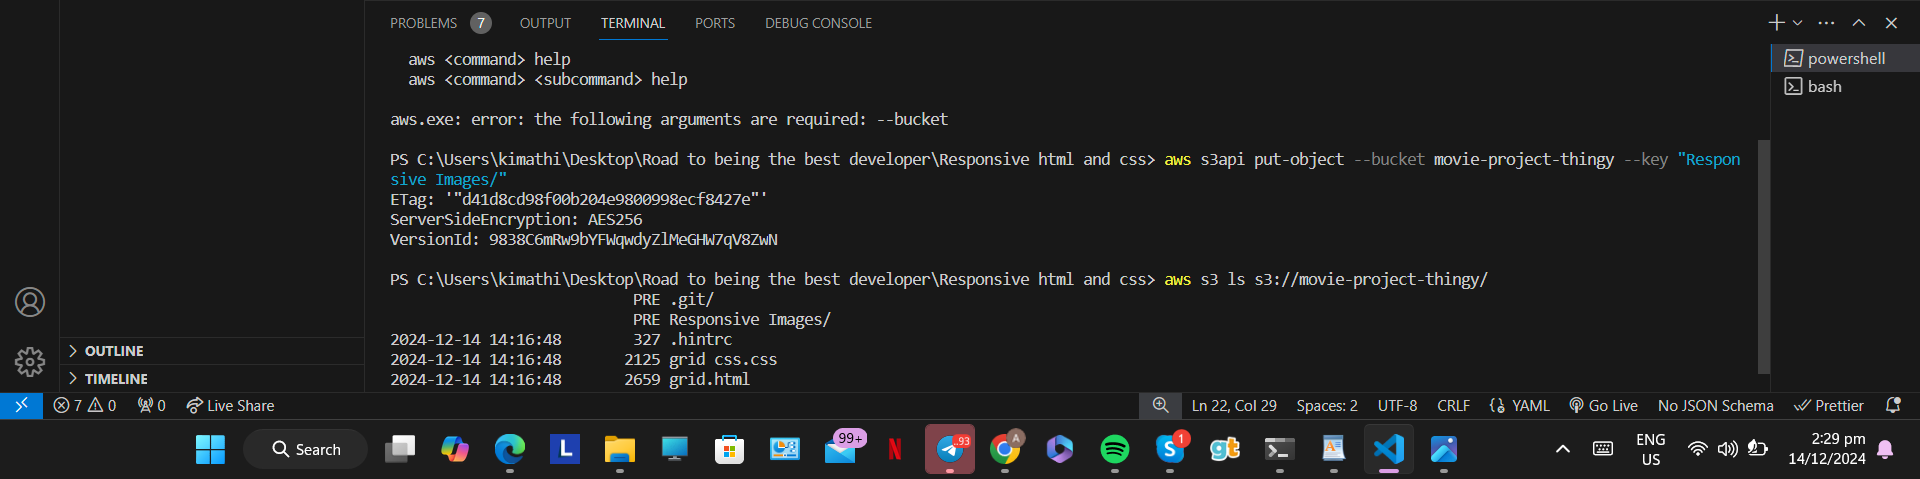 PROBLEMS 7 OUTPUT TERMINAL PORTS DEBUG CONSOLE
aws <command> help
aws <command> <subcommand> help
aws.exe: error: the following arguments are required: --bucket
PS C:\Users\kimathi\Desktop\Road to being the best developer\Responsive html and css> aws s3api put-object --bucket movie-project-thingy --key "Respon
sive Images/"
ETag: '"d41d8cd98f00b204e9800998ecf8427e"'
ServerSideEncryption: AES256
VersionId: 9838C6mRw9bYFWqwdyZlMeGHW7qV8ZwN
PS C:\Users\kimathi\Desktop\Road to being the best developer\Responsive html and css> aws s3 ls s3://movie-project-thingy/
PRE .git/
PRE Responsive Images/
2024-12-14 14:16:48 327 .hintrc
2024-12-14 14:16:48 2125 grid css.css
2024-12-14 14:16:48 2659 grid.html
powershell
bash
OUTLINE
TIMELINE
7 0 0 Live Share Ln 22, Col 29 Spaces: 2 UTF-8 CRLF YAML Go Live No JSON Schema Prettier
Search
L
99+
N
93
A
S
1
gt
ENG
US
2:29 pm
14/12/2024